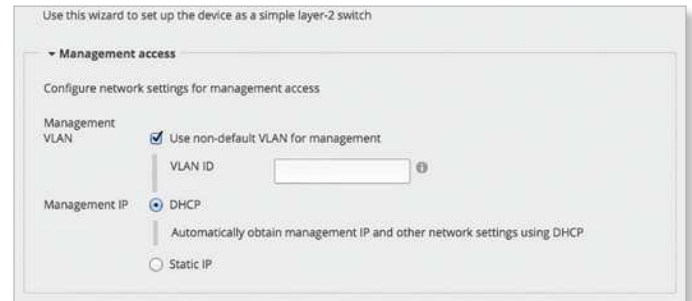 Use this wizard to set up the device as a simple layer-2 switch
Management access
Configure network settings for management access
Management
VLAN
Use non-default VLAN for management
VLAN ID
Management IP
DHCP
Automatically obtain management IP and other network settings using DHCP
Static IP